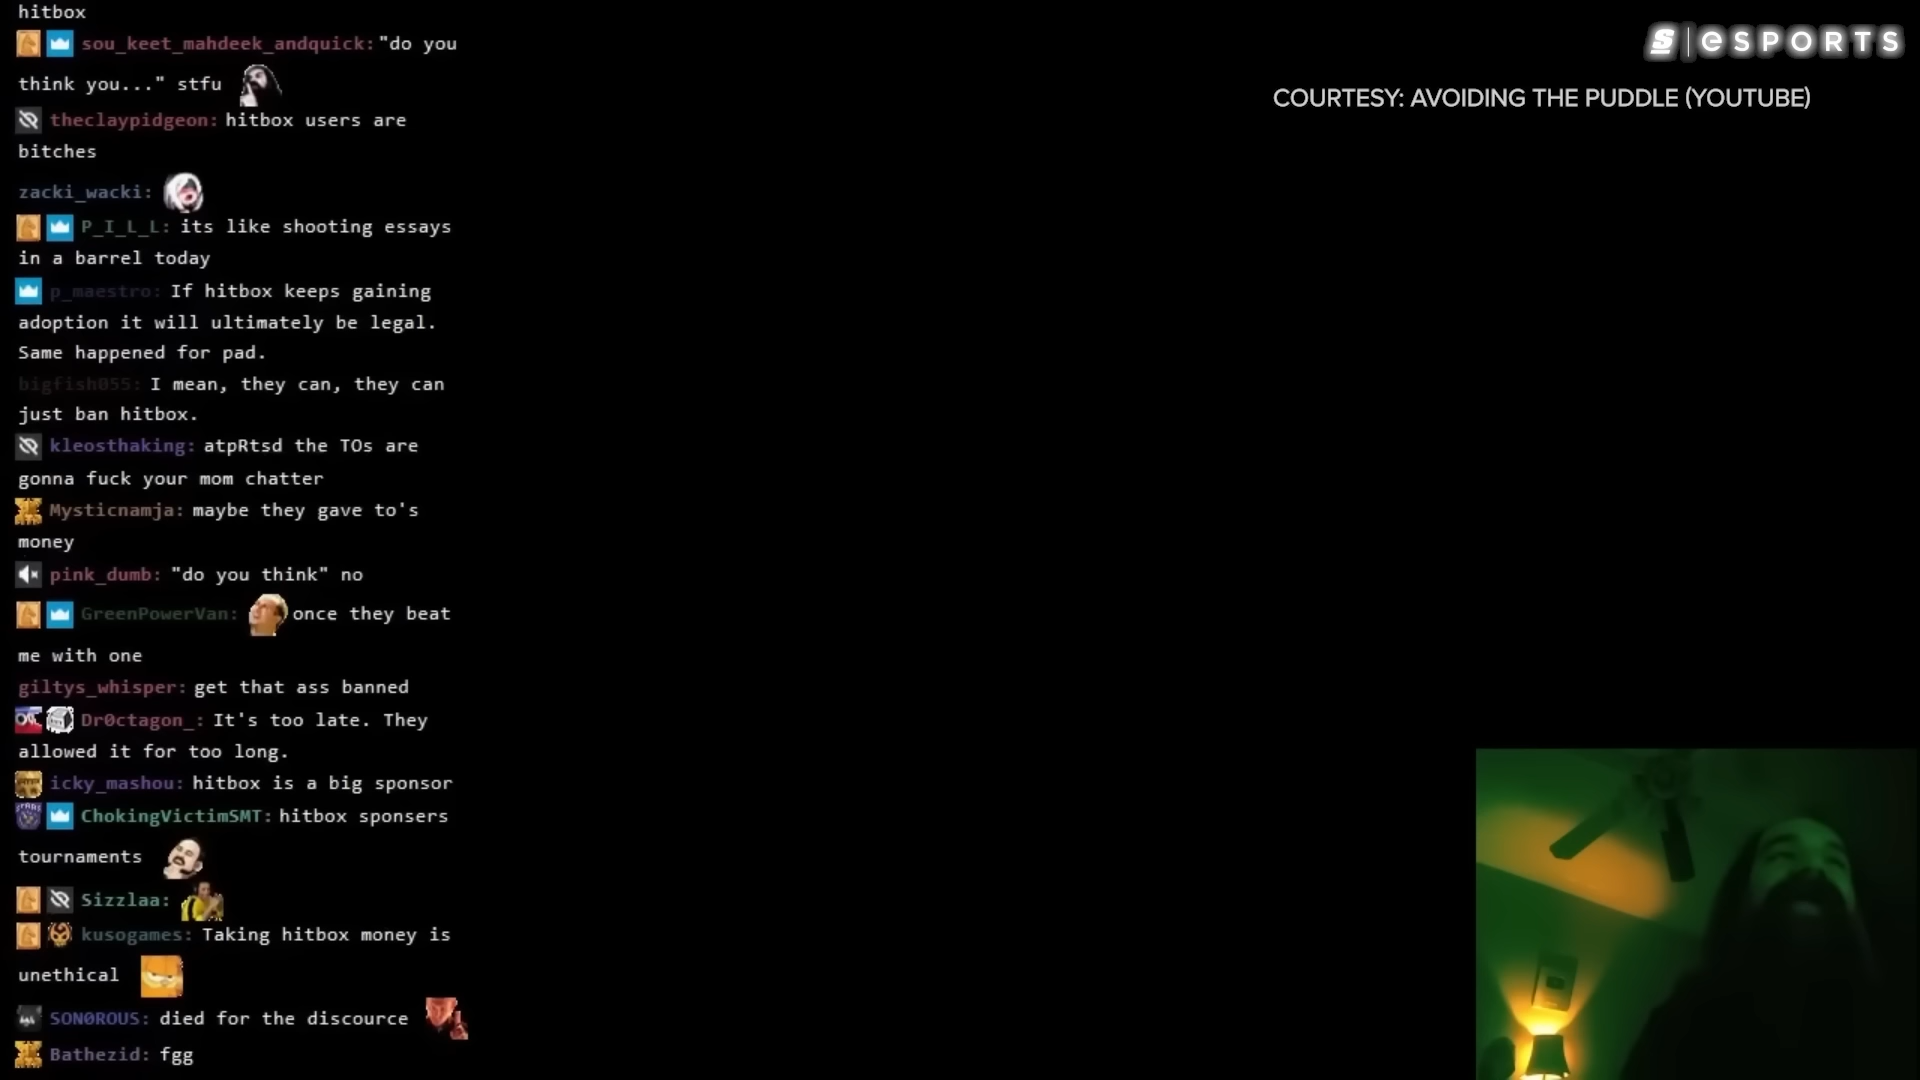 hitbox
sou_keet_mahdeek_andquick: "do you
think you..." stfu
theclaypidgeon: hitbox users are
bitches
zacki_wacki:
P_I_L_L: its like shooting essays
in a barrel today
p_maestro: If hitbox keeps gaining
adoption it will ultimately be legal.
Same happened for pad.
bigfish055: I mean, they can, they can
just ban hitbox.
kleosthaking: atpRtsd the TOs are
gonna fuck your mom chatter
Mysticnamja: maybe they gave to's
money
pink_dumb: "do you think" no
GreenPowerVan: once they beat
me with one
giltys_whisper: get that ass banned
Dr0ctagon_: It's too late. They
allowed it for too long.
icky_mashou: hitbox is a big sponsor
ChokingVictimSMT: hitbox sponsers
tournaments
Sizzlaa:
kusogames: Taking hitbox money is
unethical
SON0ROUS: died for the discource
Bathezid: fgg
S | eSPORTS
COURTESY: AVOIDING THE PUDDLE (YOUTUBE)